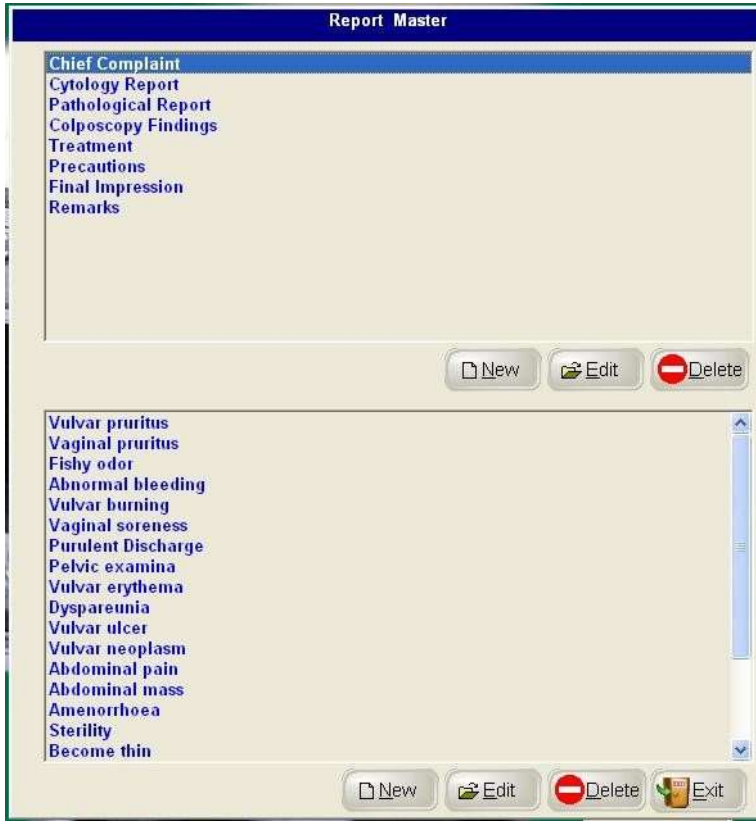 Report Master
Chief Complaint
Cytology Report
Pathological Report
Colposcopy Findings
Treatment
Precautions
Final Impression
Remarks
New Edit Delete
Vulvar pruritus
Vaginal pruritus
Fishy odor
Abnormal bleeding
Vulvar burning
Vaginal soreness
Purulent Discharge
Pelvic examina
Vulvar erythema
Dyspareunia
Vulvar ulcer
Vulvar neoplasm
Abdominal pain
Abdominal mass
Amenorrhoea
Sterility
Become thin
New Edit Delete Exit